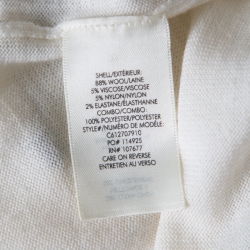 SHELL/EXTÉRIEUR:
88% WOOL/LAINE
5% VISCOSE/VISCOSE
5% NYLON/NYLON
2% ELASTANE/ÉLASTHANNE
COMBO/COMBO:
100% POLYESTER/POLYESTER
STYLE#/NUMÉRO DE MODÈLE:
C612707910
PO# 114925
RN# 107677
CARE ON REVERSE
ENTRETIEN AU VERSO